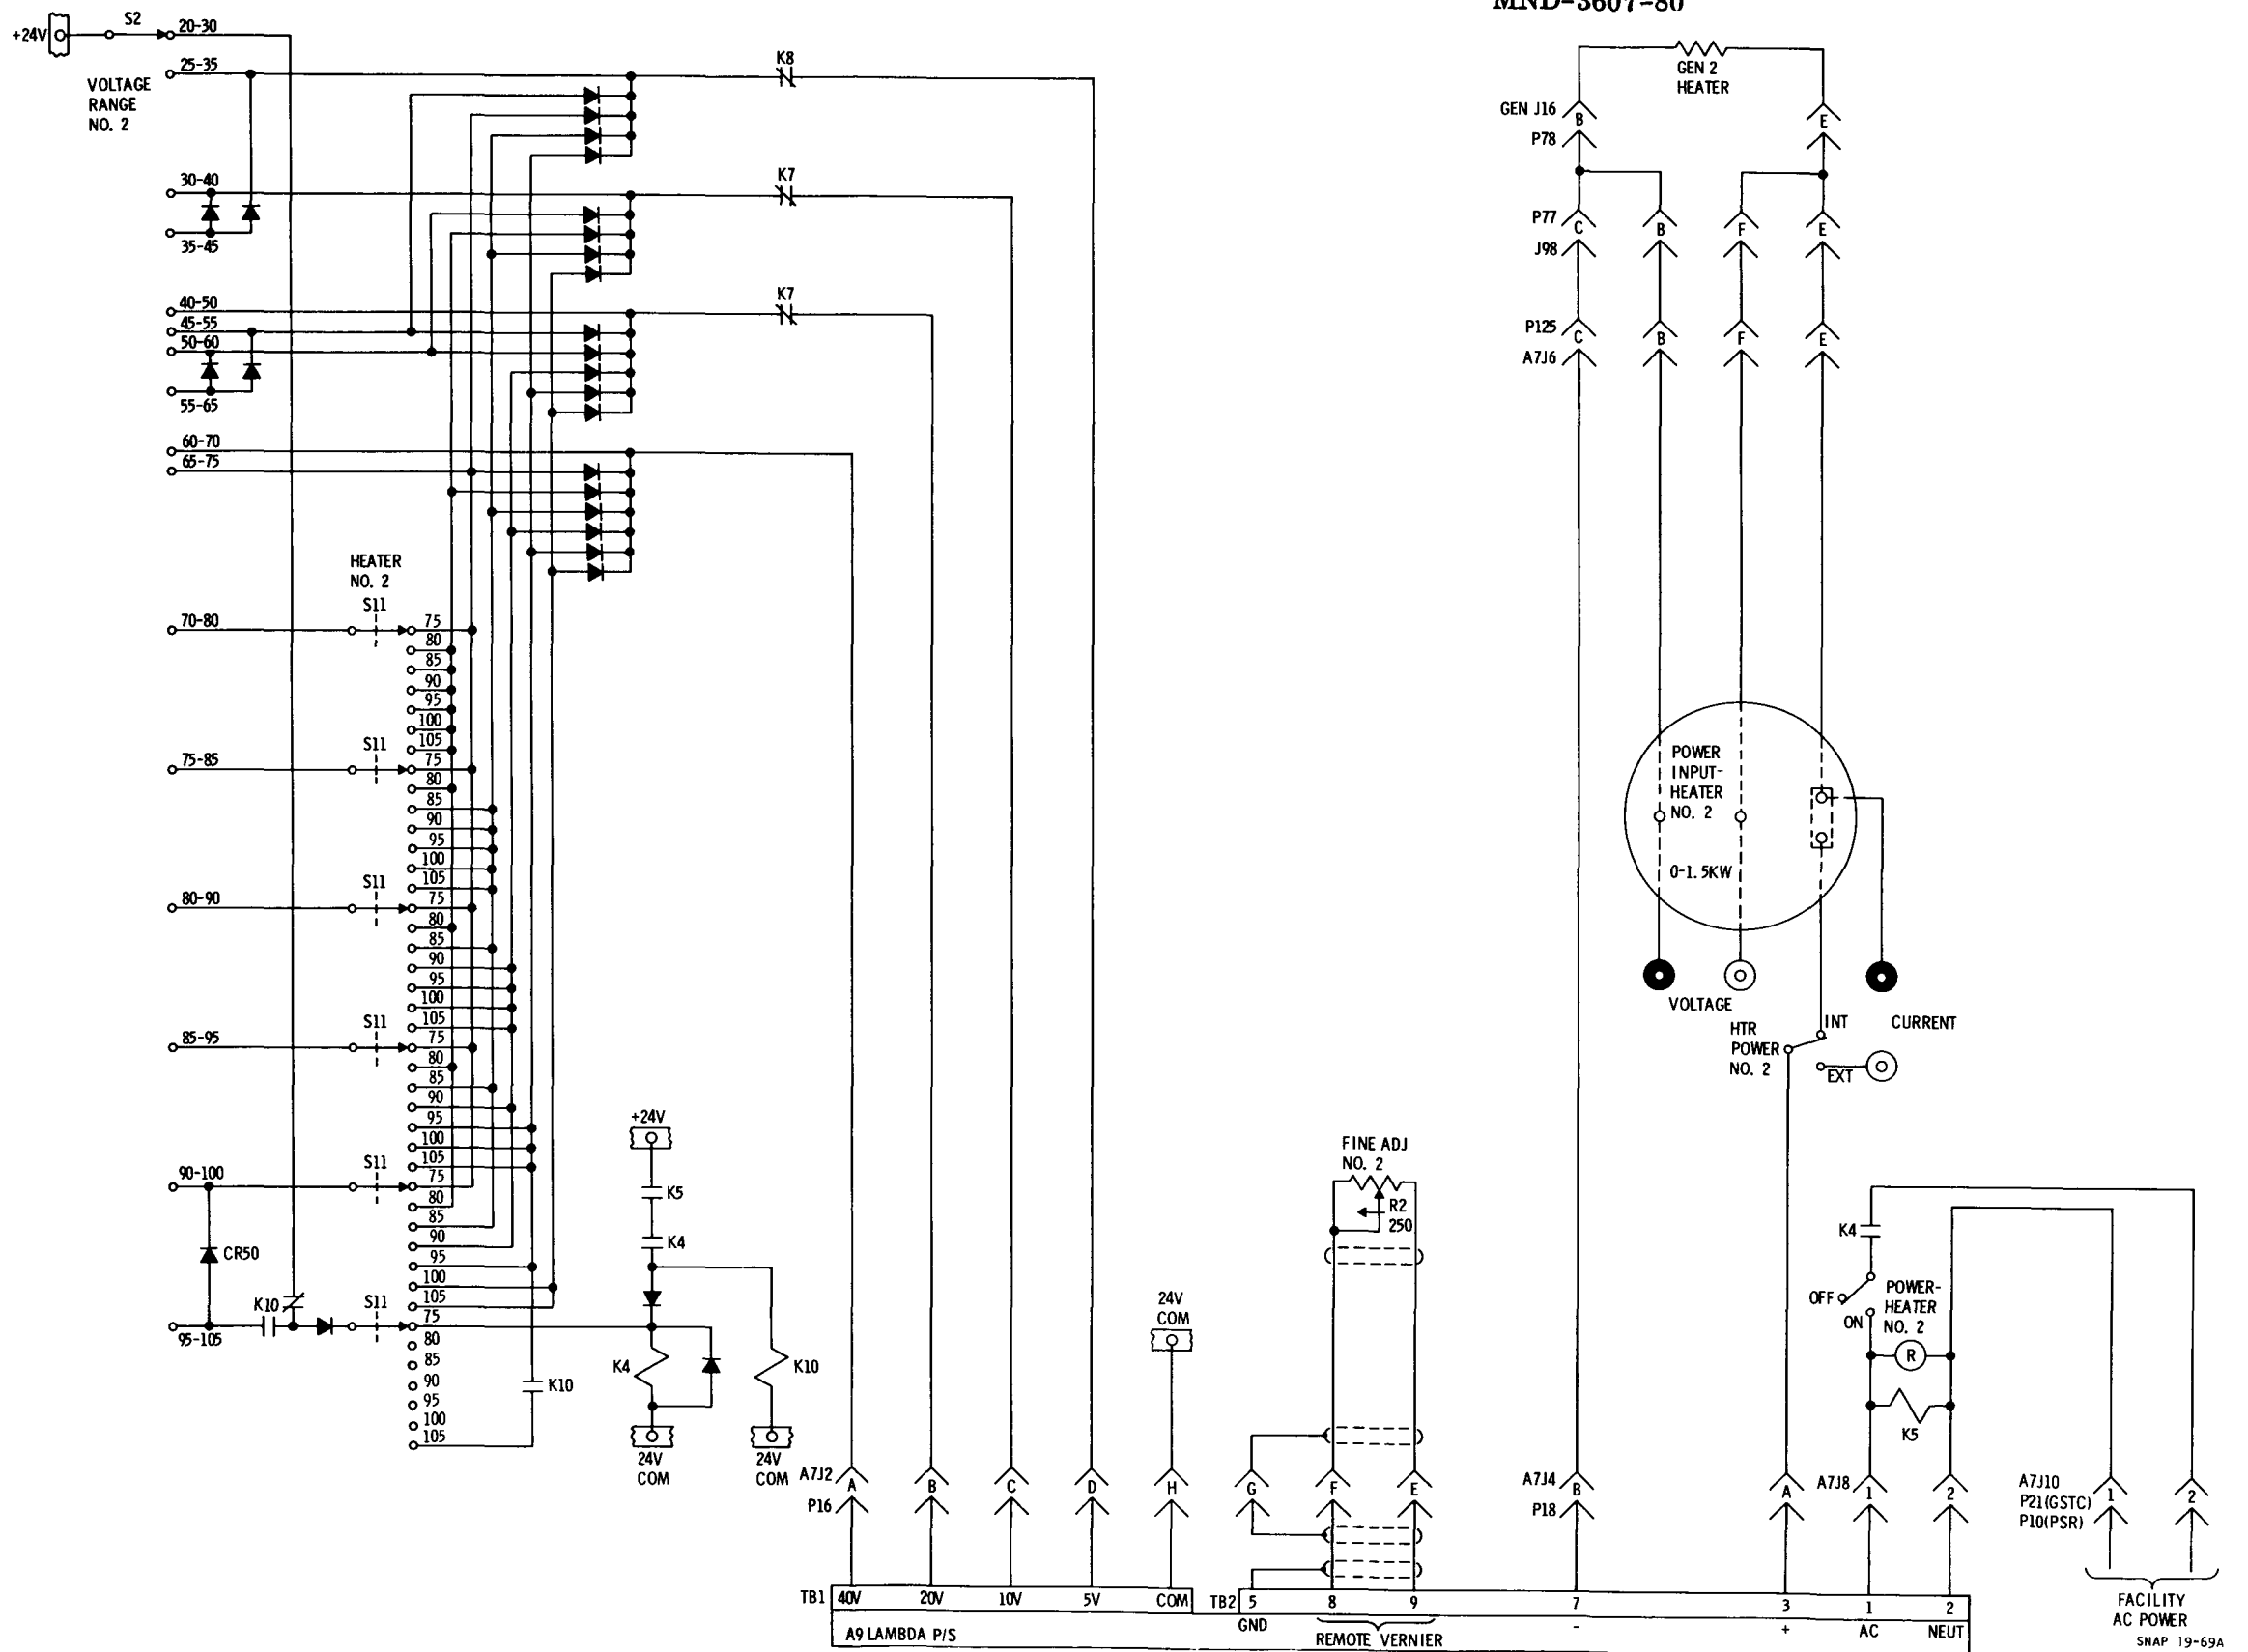 MND-3607-80
+24V
S2
20-30
25-35
VOLTAGE
RANGE
NO. 2
K8
30-40
K7
35-45
40-50
K7
45-55
50-60
55-65
60-70
65-75
HEATER
NO. 2
S11
70-80
75
80
85
90
95
100
105
S11
75-85
75
80
85
90
95
100
105
S11
80-90
75
80
85
90
95
100
105
S11
85-95
75
80
85
90
95
100
105
S11
90-100
75
80
85
90
95
100
105
CR50
K10
S11
95-105
75
80
85
90
95
100
105
K10
+24V
K5
K4
K4
K10
24V
COM
24V
COM
A7J2
P16
A
B
C
D
24V
COM
H
FINE ADJ
NO. 2
R2
250
G
F
E
TB1
40V
20V
10V
5V
COM
TB2
5
8
9
7
3
1
2
A9 LAMBDA P/S
GND
REMOTE VERNIER
-
+
AC
NEUT
GEN 2
HEATER
GEN J16
B
E
P78
P77
C
B
F
E
J98
P125
C
B
F
E
A7J6
POWER
INPUT-
HEATER
NO. 2
0-1.5KW
VOLTAGE
CURRENT
HTR
POWER
NO. 2
INT
EXT
K4
OFF
ON
POWER-
HEATER
NO. 2
R
K5
A7J4
B
P18
A
A7J8
1
2
A7J10
P21(GSTC)
P10(PSR)
1
2
FACILITY
AC POWER
SNAP 19-69A